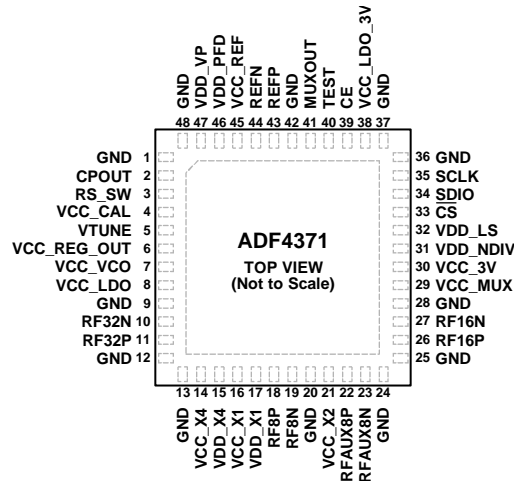 GND VDD_VP VDD_PFD VCC_REF REFN REFP GND MUXOUT TEST CE VCC_LDO_3V GND
48 47 46 45 44 43 42 41 40 39 38 37
GND 1
CPOUT 2
RS_SW 3
VCC_CAL 4
VTUNE 5
VCC_REG_OUT 6
VCC_VCO 7
VCC_LDO 8
GND 9
RF32N 10
RF32P 11
GND 12
ADF4371
TOP VIEW
(Not to Scale)
36 GND
35 SCLK
34 SDIO
33 CS
32 VDD_LS
31 VDD_NDIV
30 VCC_3V
29 VCC_MUX
28 GND
27 RF16N
26 RF16P
25 GND
13 14 15 16 17 18 19 20 21 22 23 24
GND VCC_X4 VDD_X4 VCC_X1 VDD_X1 RF8P RF8N GND VCC_X2 RFAUX8P RFAUX8N GND